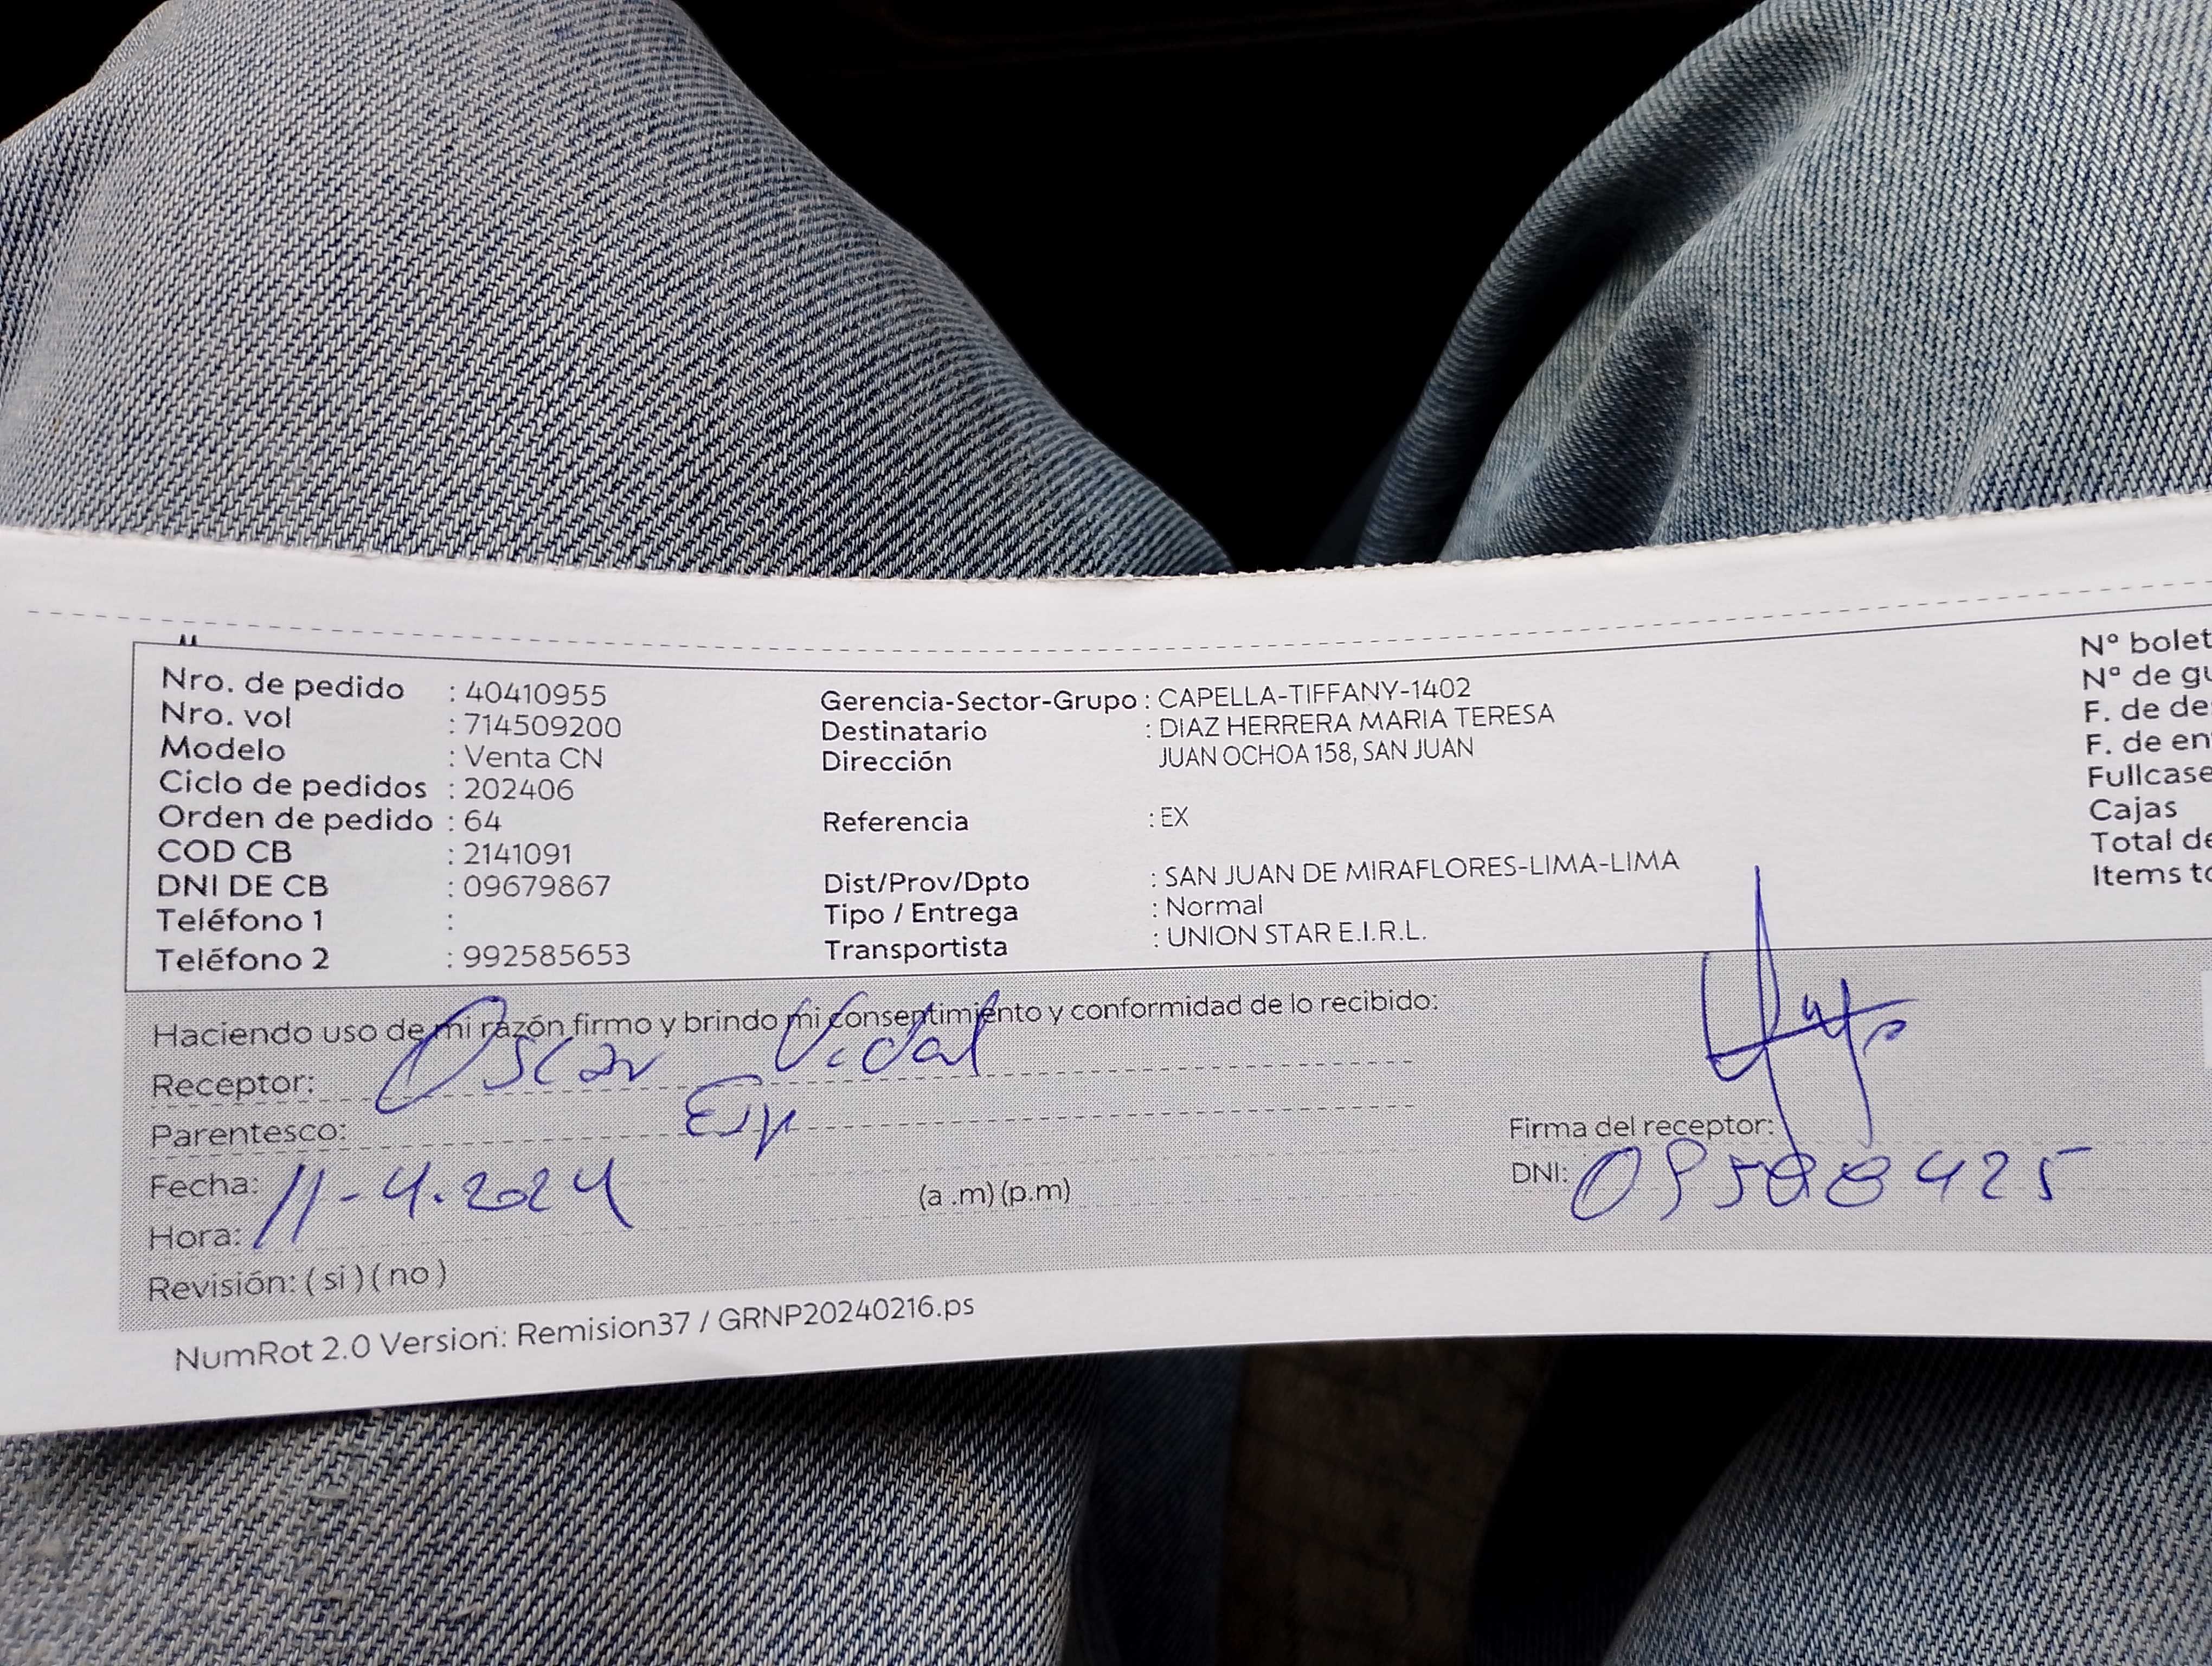 Nro. de pedido : 40410955
Nro. vol : 714509200
Modelo : Venta CN
Ciclo de pedidos : 202406
Orden de pedido : 64
COD CB : 2141091
DNI DE CB : 09679867
Teléfono 1 :
Teléfono 2 : 992585653
Gerencia-Sector-Grupo : CAPELLA-TIFFANY-1402
Destinatario : DIAZ HERRERA MARIA TERESA
Dirección JUAN OCHOA 158, SAN JUAN
Referencia : EX
Dist/Prov/Dpto : SAN JUAN DE MIRAFLORES-LIMA-LIMA
Tipo / Entrega : Normal
Transportista : UNION STAR E.I.R.L.
N° bolet
N° de gu
F. de de
F. de en
Fullcase
Cajas
Total de
Items to
Haciendo uso de mi razón firmo y brindo mi consentimiento y conformidad de lo recibido:
Receptor: Oscar Vidal
Parentesco: Esp
Fecha: 11-4.2024
Hora: (a .m) (p.m)
Revisión: ( si ) ( no )
Firma del receptor:
DNI: 09588425
NumRot 2.0 Version: Remision37 / GRNP20240216.ps